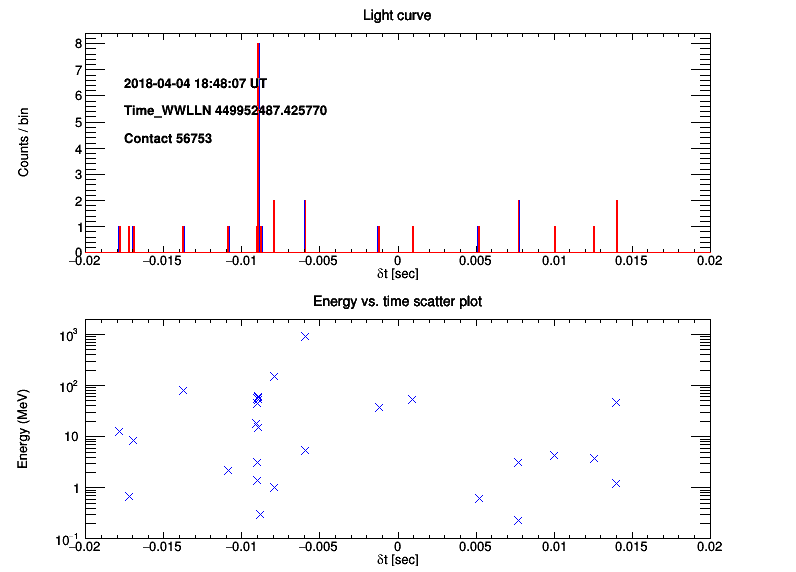 Light curve
Counts / bin
8
7
6
5
4
3
2
1
0
2018-04-04 18:48:07 UT
Time_WWLLN 449952487.425770
Contact 56753
−0.02 −0.015 −0.01 −0.005 0 0.005 0.01 0.015 0.02
δt [sec]
Energy vs. time scatter plot
Energy (MeV)
10³
10²
10
1
10⁻¹
−0.02 −0.015 −0.01 −0.005 0 0.005 0.01 0.015 0.02
δt [sec]